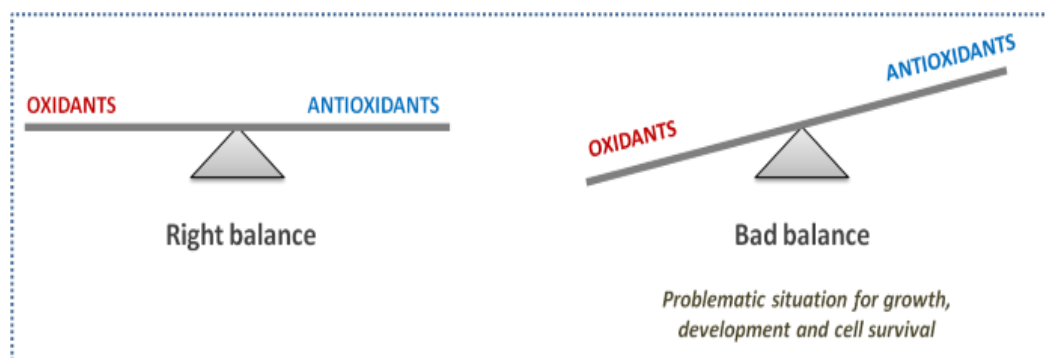 OXIDANTS
ANTIOXIDANTS
Right balance
OXIDANTS
ANTIOXIDANTS
Bad balance
Problematic situation for growth,
development and cell survival